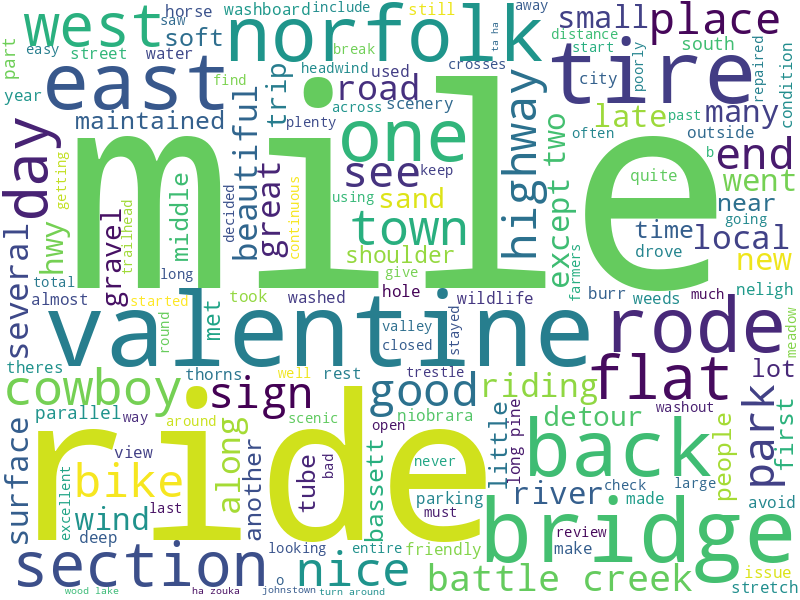 west
horse
washboard
include
still
away
ta ha
saw
soft
norfolk
small
place
part
street
water
break
headwind
used
crosses
distance
start
south
east
find
trip
road
across
scenery
tire
city
poorly
repaired
condition
year
easy
maintained
plenty
one
highway
late
many
past
outside
often
day
getting
mile
beautiful
great
see
using
keep
except two
b
end
quite
went
near
hwy
gravel
trailhead
middle
decided
continuous
sand
town
shoulder
give
time
going
drove
local
new
several
total
long
almost
started
met
took
washed
hole
wildlife
farmers
burr
weeds
much
neligh
theres
round
valentine
valley
closed
stayed
rode
meadow
lot
cowboy
thorns
well
rest
trestle
flat
sign
good
riding
washout
parallel
way
around
scenic
open
niobrara
little
long pine
detour
park
first
surface
view
ride
along
another
tube
bad
never
bassett
back
people
excellent
bike
last
must
parking
river
check
large
made
avoid
wind
deep
looking
entire
friendly
review
make
bridge
issue
section
o
nice
battle creek
stretch
wood lake
ha zouka
johnstown
turn around